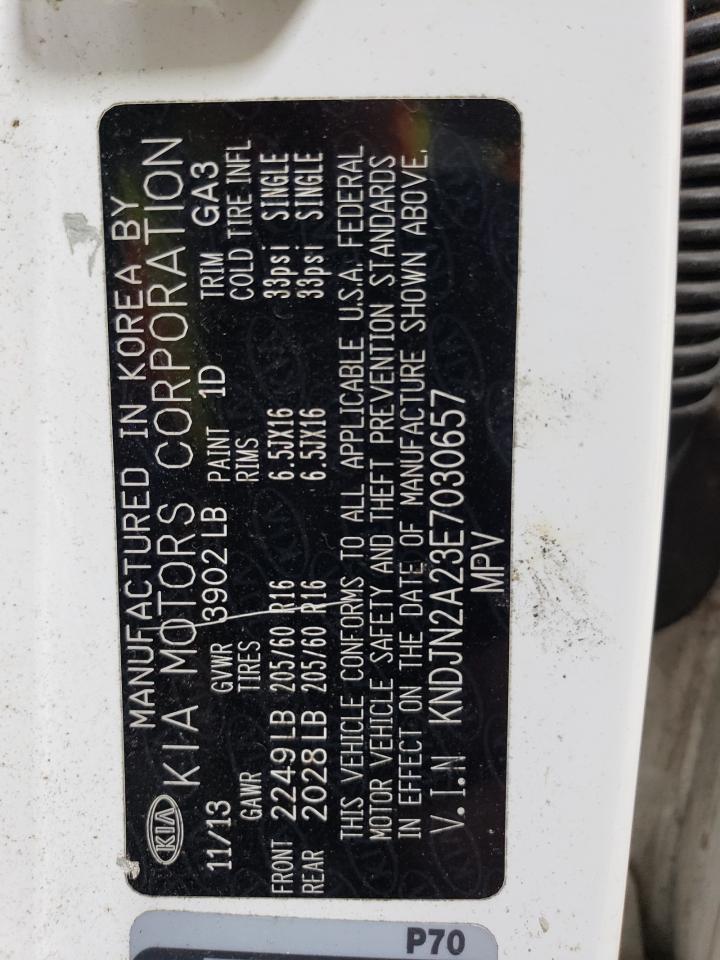 MANUFACTURED IN KOREA BY
KIA KIA MOTORS CORPORATION
11/13 GVWR 3902 LB PAINT 1D TRIM GA3
GAWR TIRES RIMS COLD TIRE INFL
FRONT 2249 LB 205/60 R16 6.5JX16 33psi SINGLE
REAR 2028 LB 205/60 R16 6.5JX16 33psi SINGLE
THIS VEHICLE CONFORMS TO ALL APPLICABLE U.S.A. FEDERAL
MOTOR VEHICLE SAFETY AND THEFT PREVENTION STANDARDS
IN EFFECT ON THE DATE OF MANUFACTURE SHOWN ABOVE.
V.I.N KNDJN2A23E7030657
MPV
P70